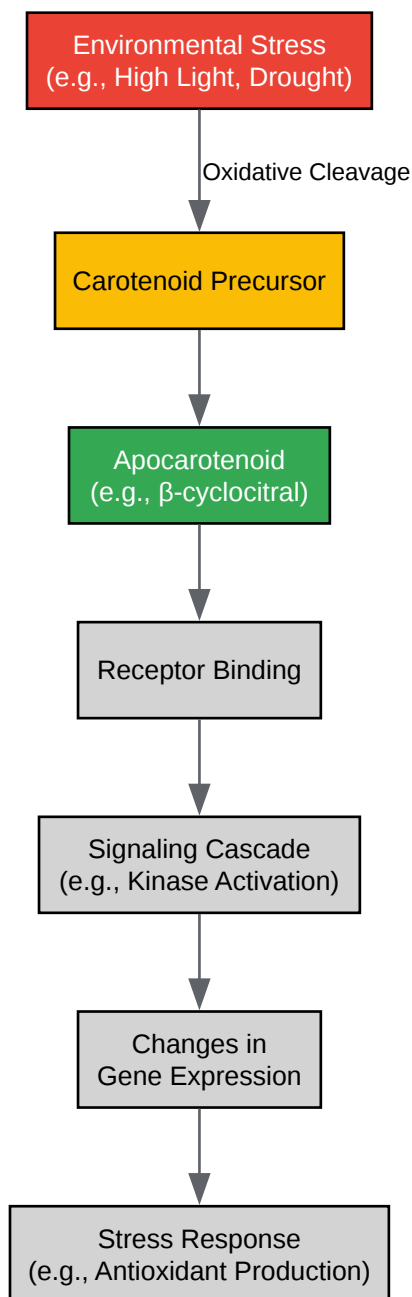 Environmental Stress
(e.g., High Light, Drought)
Oxidative Cleavage
Carotenoid Precursor
Apocarotenoid
(e.g., β-cyclocitral)
Receptor Binding
Signaling Cascade
(e.g., Kinase Activation)
Changes in
Gene Expression
Stress Response
(e.g., Antioxidant Production)